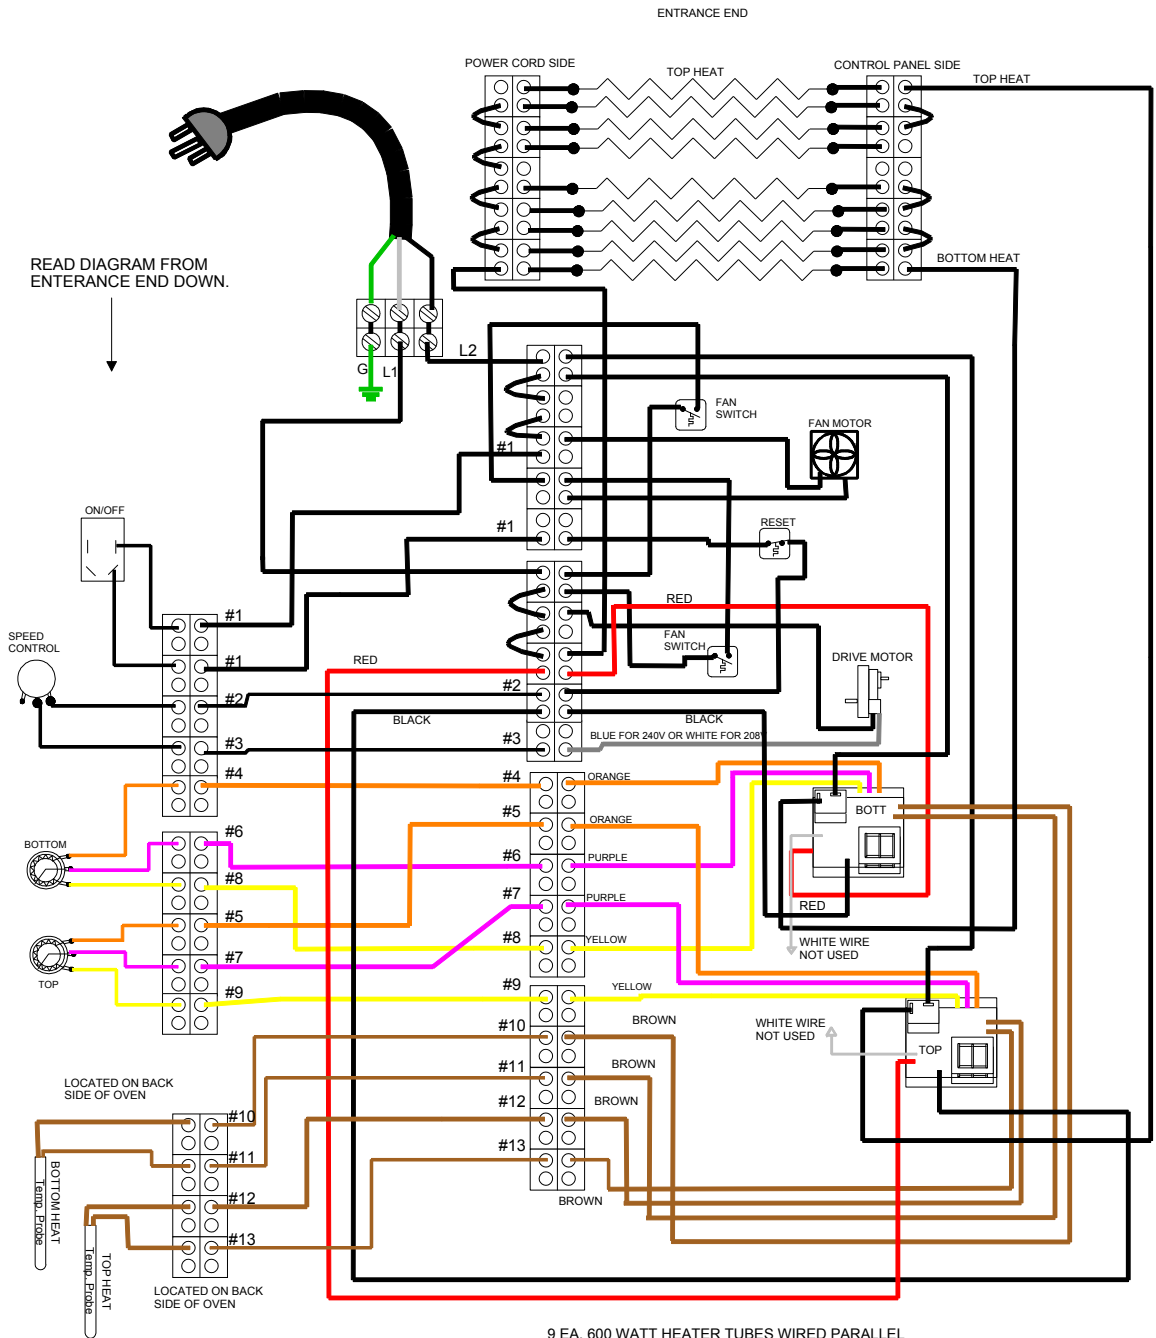 ENTRANCE END
POWER CORD SIDE
TOP HEAT
CONTROL PANEL SIDE
TOP HEAT
READ DIAGRAM FROM
ENTERANCE END DOWN.
BOTTOM HEAT
G
L1
L2
FAN
SWITCH
FAN MOTOR
#1
ON/OFF
#1
RESET
RED
#1
SPEED
CONTROL
FAN
SWITCH
#1
RED
DRIVE MOTOR
#2
#2
BLACK
BLACK
#3
#3
BLUE FOR 240V OR WHITE FOR 208V
#4
#4
ORANGE
BOTT
#5
ORANGE
#6
BOTTOM
#6
PURPLE
#8
#7
PURPLE
RED
#5
#8
YELLOW
WHITE WIRE
NOT USED
#7
TOP
#9
#9
YELLOW
#10
BROWN
WHITE WIRE
NOT USED
TOP
#11
BROWN
LOCATED ON BACK
SIDE OF OVEN
#12
BROWN
#10
#13
#11
BOTTOM HEAT
Temp. Probe
#12
BROWN
#13
TOP HEAT
Temp. Probe
LOCATED ON BACK
SIDE OF OVEN
9 EA. 600 WATT HEATER TUBES WIRED PARALLEL